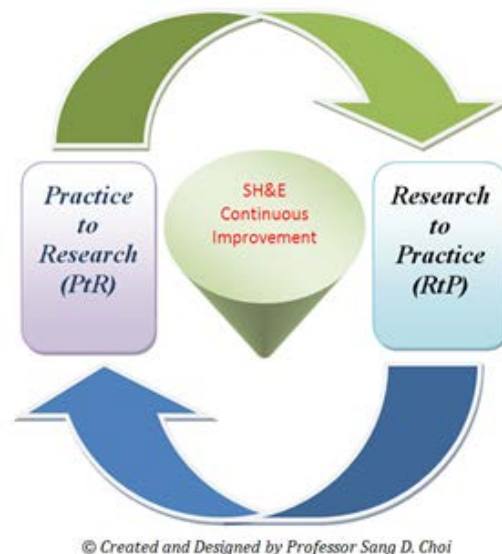 Practice
to
Research
(PtR)
SH&E
Continuous
Improvement
Research
to
Practice
(RtP)
© Created and Designed by Professor Sang D. Choi